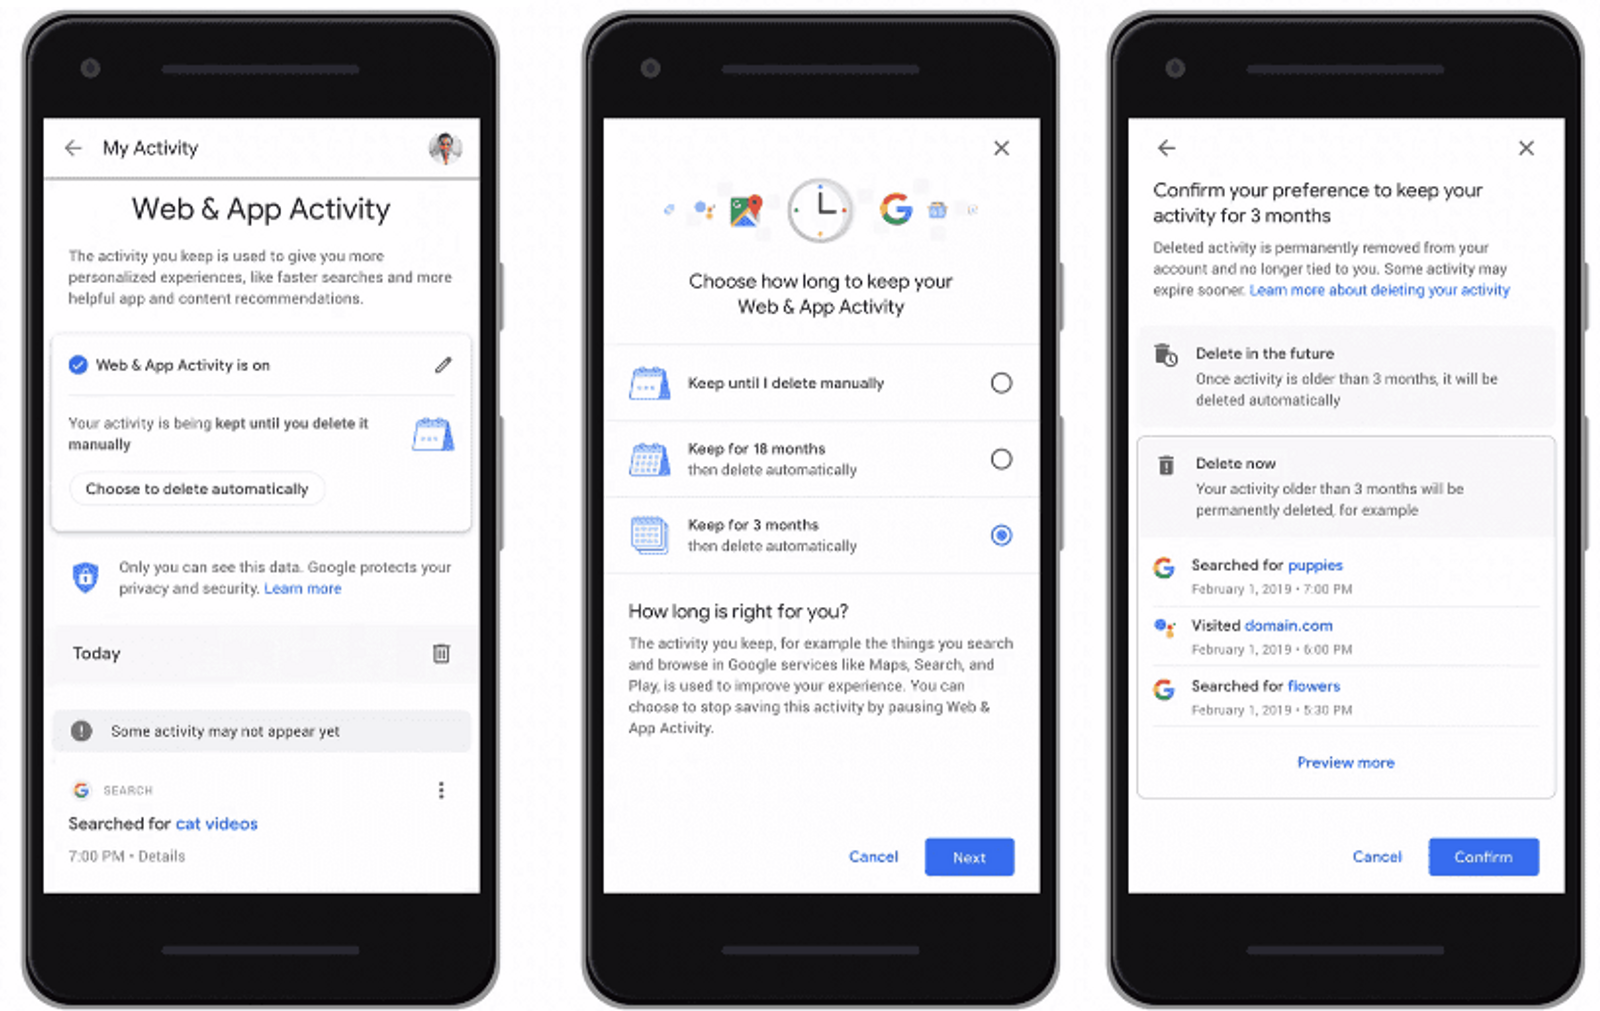 My Activity
Web & App Activity
The activity you keep is used to give you more
personalized experiences, like faster searches and more
helpful app and content recommendations.
Web & App Activity is on
Your activity is being kept until you delete it
manually
Choose to delete automatically
Only you can see this data. Google protects your
privacy and security. Learn more
Today
Some activity may not appear yet
SEARCH
Searched for cat videos
7:00 PM • Details
Choose how long to keep your
Web & App Activity
Keep until I delete manually
Keep for 18 months
then delete automatically
Keep for 3 months
then delete automatically
How long is right for you?
The activity you keep, for example the things you search
and browse in Google services like Maps, Search, and
Play, is used to improve your experience. You can
choose to stop saving this activity by pausing Web &
App Activity.
Cancel
Next
Confirm your preference to keep your
activity for 3 months
Deleted activity is permanently removed from your
account and no longer tied to you. Some activity may
expire sooner. Learn more about deleting your activity
Delete in the future
Once activity is older than 3 months, it will be
deleted automatically
Delete now
Your activity older than 3 months will be
permanently deleted, for example
Searched for puppies
February 1, 2019 • 7:00 PM
Visited domain.com
February 1, 2019 • 6:00 PM
Searched for flowers
February 1, 2019 • 5:30 PM
Preview more
Cancel
Confirm